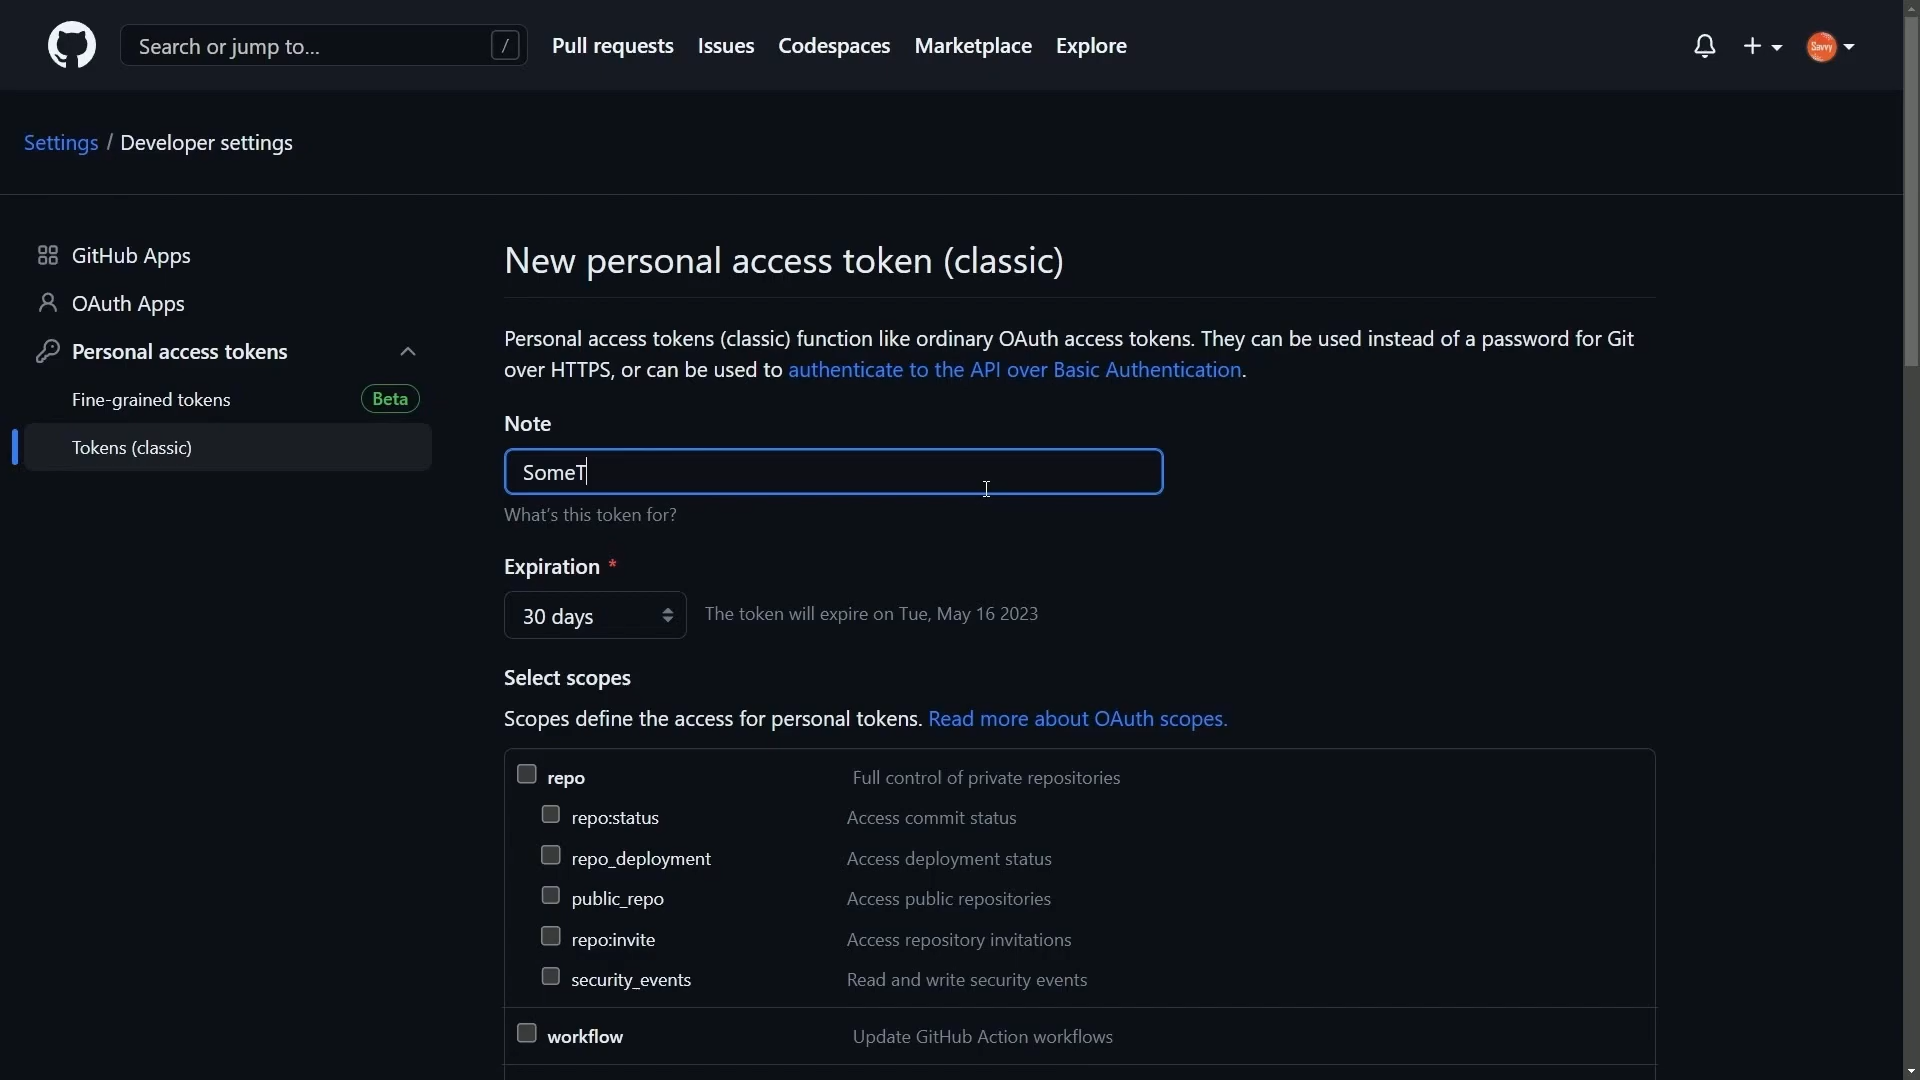 Search or jump to... / Pull requests Issues Codespaces Marketplace Explore
Savvy
Settings / Developer settings
GitHub Apps
OAuth Apps
Personal access tokens
Fine-grained tokens Beta
Tokens (classic)
New personal access token (classic)
Personal access tokens (classic) function like ordinary OAuth access tokens. They can be used instead of a password for Git
over HTTPS, or can be used to authenticate to the API over Basic Authentication.
Note
SomeT
What's this token for?
Expiration *
30 days The token will expire on Tue, May 16 2023
Select scopes
Scopes define the access for personal tokens. Read more about OAuth scopes.
repo Full control of private repositories
repo:status Access commit status
repo_deployment Access deployment status
public_repo Access public repositories
repo:invite Access repository invitations
security_events Read and write security events
workflow Update GitHub Action workflows